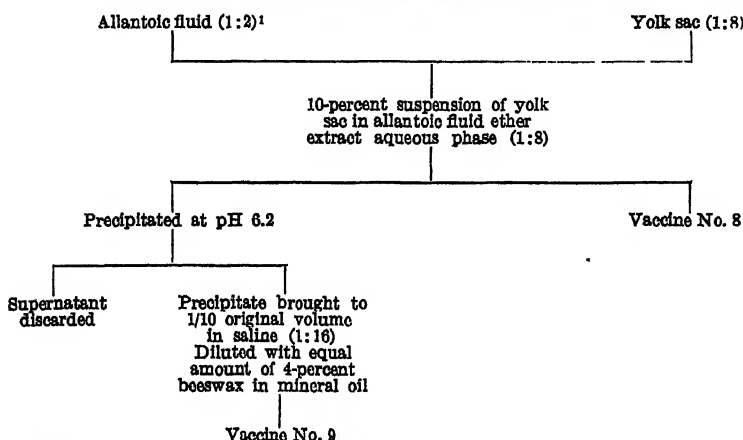 Allantoic fluid (1:2)¹
Yolk sac (1:8)
10-percent suspension of yolk
sac in allantoic fluid ether
extract aqueous phase (1:8)
Precipitated at pH 6.2
Vaccine No. 8
Supernatant
discarded
Precipitate brought to
1/10 original volume
in saline (1:16)
Diluted with equal
amount of 4-percent
beeswax in mineral oil
Vaccine No. 9